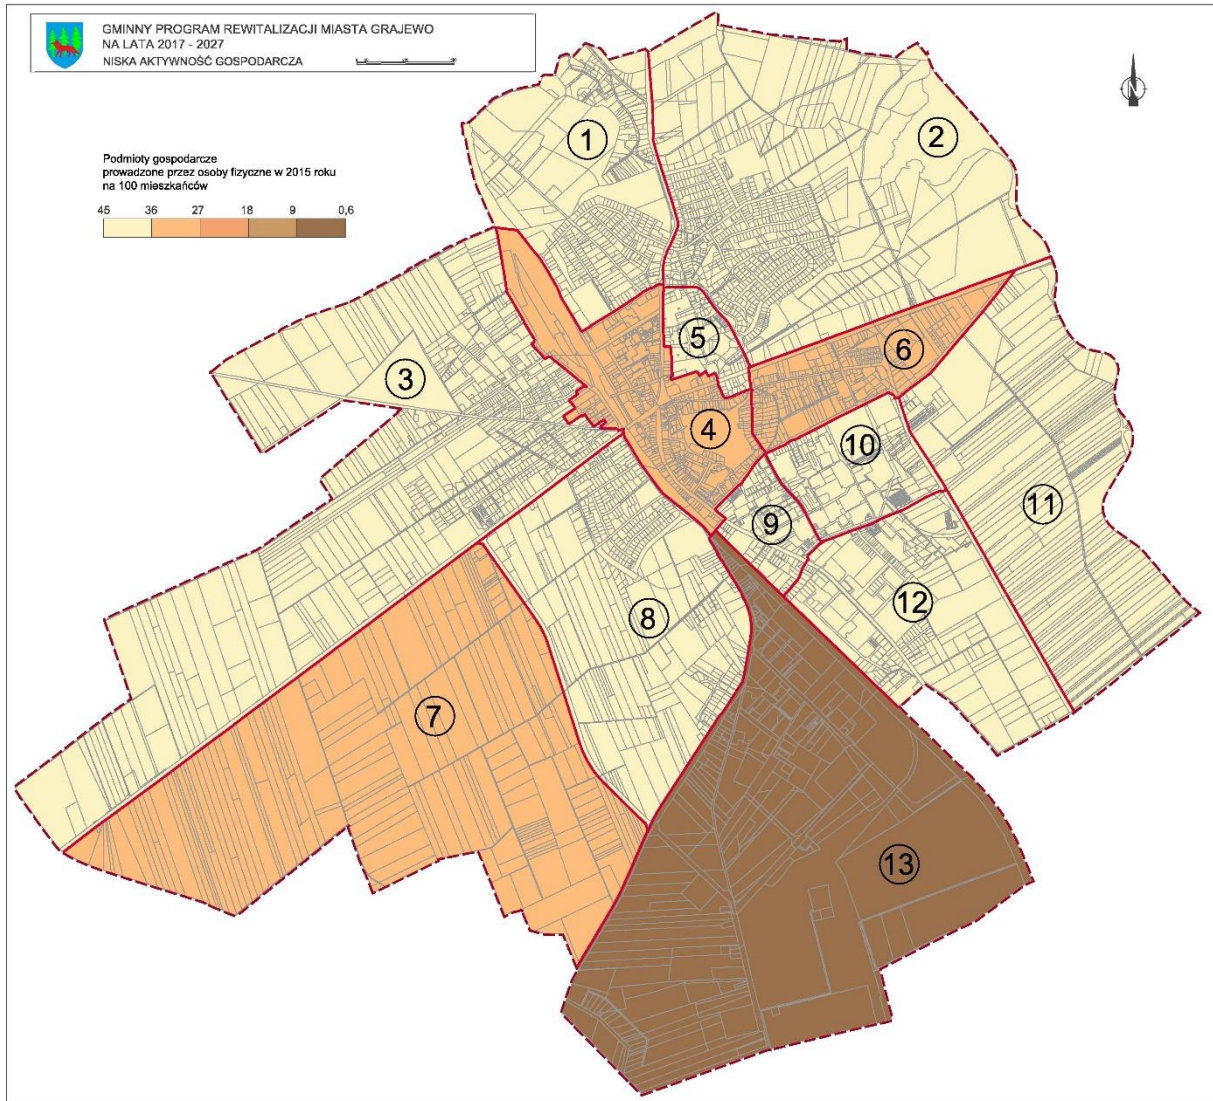 GMINNY PROGRAM REWITALIZACJI MIASTA GRAJEWO
NA LATA 2017 - 2027
NISKA AKTYWNOŚĆ GOSPODARCZA
N
Podmioty gospodarcze
prowadzone przez osoby fizyczne w 2015 roku
na 100 mieszkańców
45 36 27 18 9 0,6
1
2
3
4
5
6
7
8
9
10
11
12
13